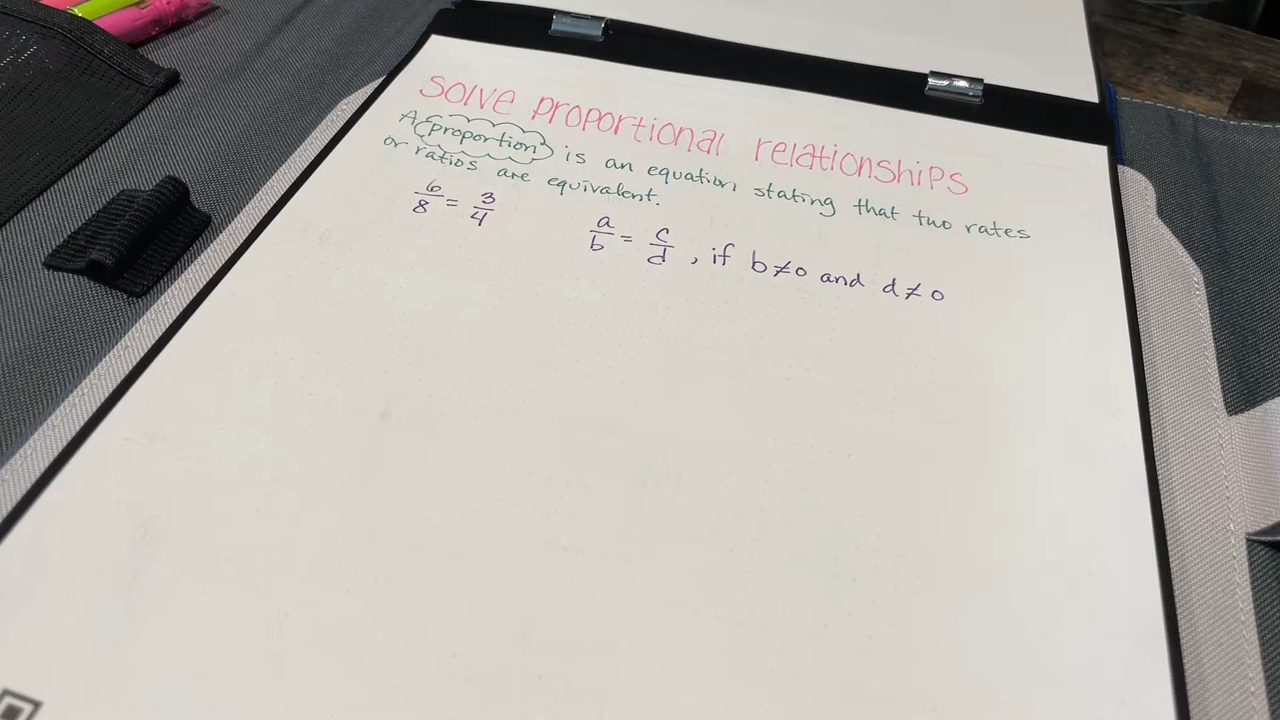 Solve proportional relationships
A proportion is an equation stating that two rates
or ratios are equivalent.
6/8 = 3/4
a/b = c/d , if b≠0 and d≠0